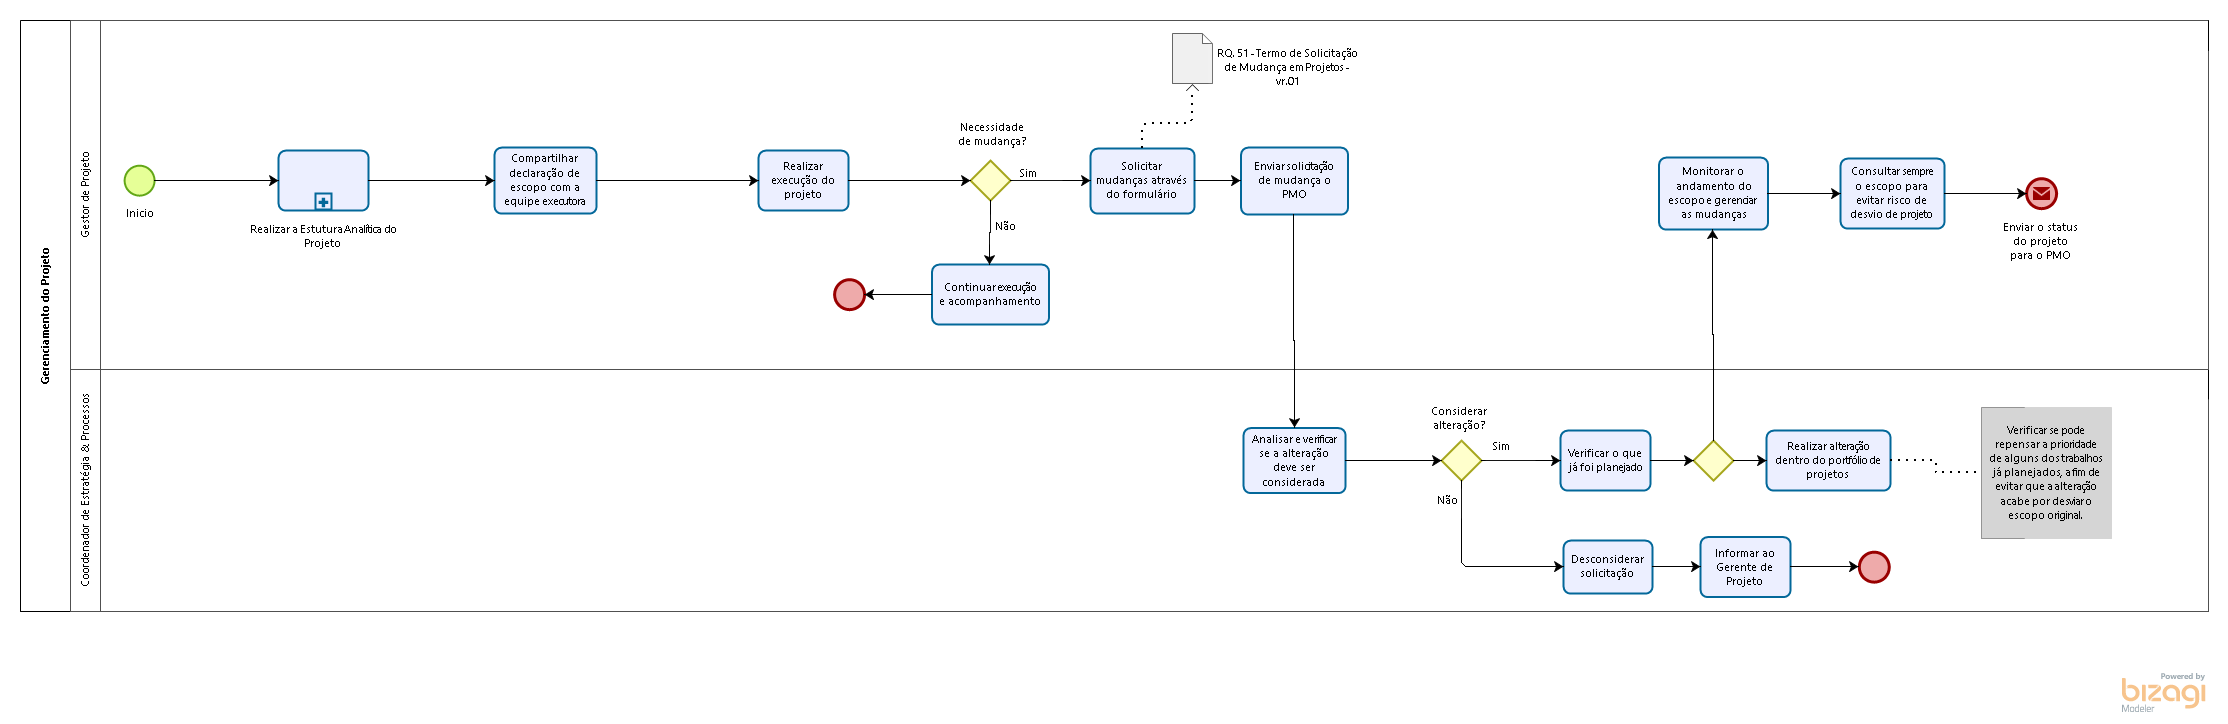 Gerenciamento do Projeto
Gestor de Projeto
Inicio
Realizar a Estutura Analítica do
Projeto
Compartilhar
declaração de
escopo com a
equipe executora
Realizar
execução do
projeto
Necessidade
de mudança?
Sim
Não
Continuar execução
e acompanhamento
Solicitar
mudanças através
do formulário
RQ. 51 - Termo de Solicitação
de Mudança em Projetos -
vr.01
Enviar solicitação
de mudança o
PMO
Monitorar o
andamento do
escopo e gerenciar
as mudanças
Consultar sempre
o escopo para
evitar risco de
desvio de projeto
Enviar o status
do projeto
para o PMO
Coordenador de Estratégia & Processos
Analisar e verificar
se a alteração
deve ser
considerada
Considerar
alteração?
Sim
Não
Verificar o que
já foi planejado
Realizar alteração
dentro do portfólio de
projetos
Verificar se pode
repensar a prioridade
de alguns dos trabalhos
já planejados, afim de
evitar que a alteração
acabe por desviar o
escopo original.
Desconsiderar
solicitação
Informar ao
Gerente de
Projeto
Powered by
bizagi
Modeler